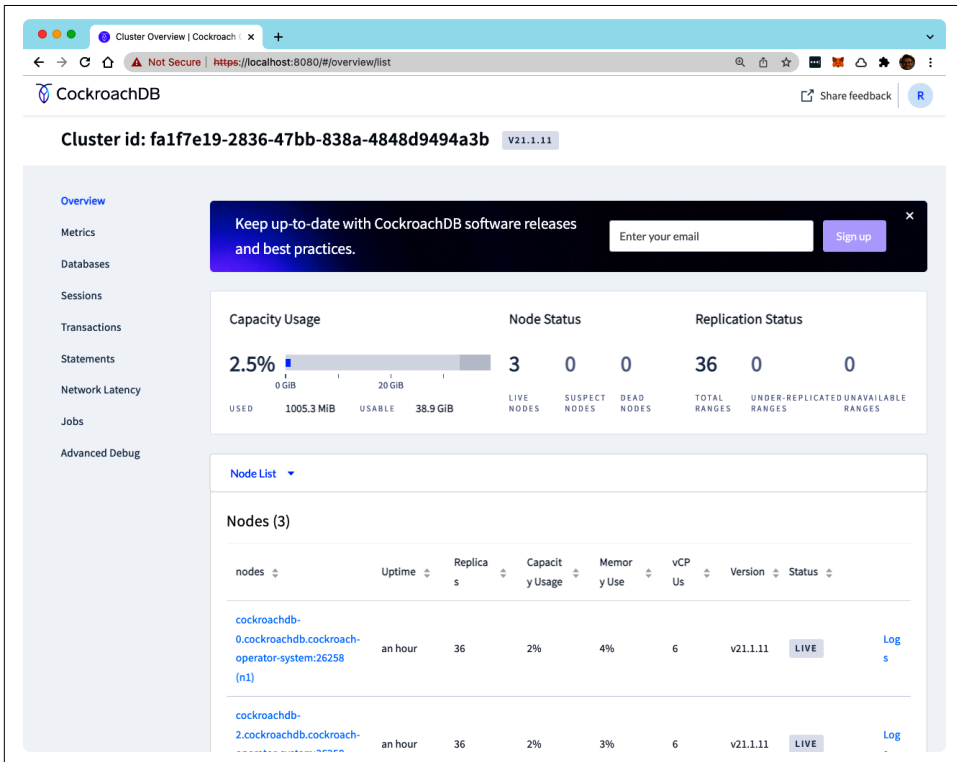 Cluster Overview | Cockroach
Not Secure | https://localhost:8080/#/overview/list
CockroachDB
Share feedback
R
Cluster id: fa1f7e19-2836-47bb-838a-4848d9494a3b
V21.1.11
Overview
Metrics
Databases
Sessions
Transactions
Statements
Network Latency
Jobs
Advanced Debug
Keep up-to-date with CockroachDB software releases
and best practices.
Enter your email
Sign up
Capacity Usage
2.5%
0 GiB
20 GiB
USED 1005.3 MiB USABLE 38.9 GiB
Node Status
3 0 0
LIVE SUSPECT DEAD
NODES NODES NODES
Replication Status
36 0 0
TOTAL UNDER-REPLICATED UNAVAILABLE
RANGES RANGES RANGES
Node List
Nodes (3)
nodes Uptime Replica Capacit Memor vCP Version Status
s y Usage y Use Us
cockroachdb-
0.cockroachdb.cockroach-
operator-system:26258
(n1)
an hour 36 2% 4% 6 v21.1.11 LIVE Log
s
cockroachdb-
2.cockroachdb.cockroach-
an hour 36 2% 3% 6 v21.1.11 LIVE Log